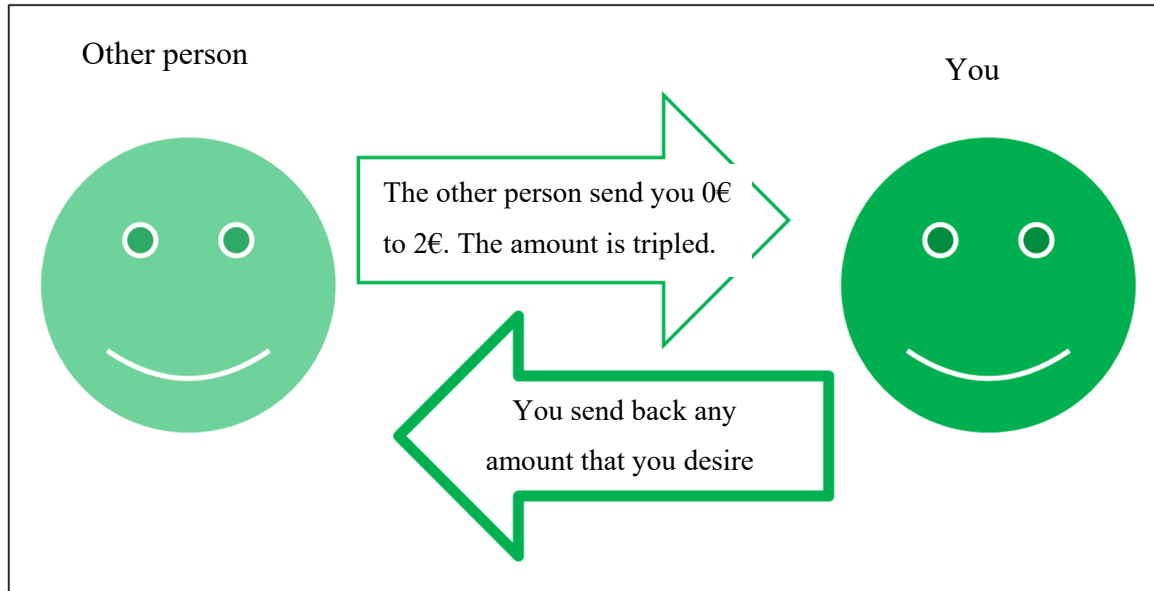 Other person
You
The other person send you 0€
to 2€. The amount is tripled.
You send back any
amount that you desire